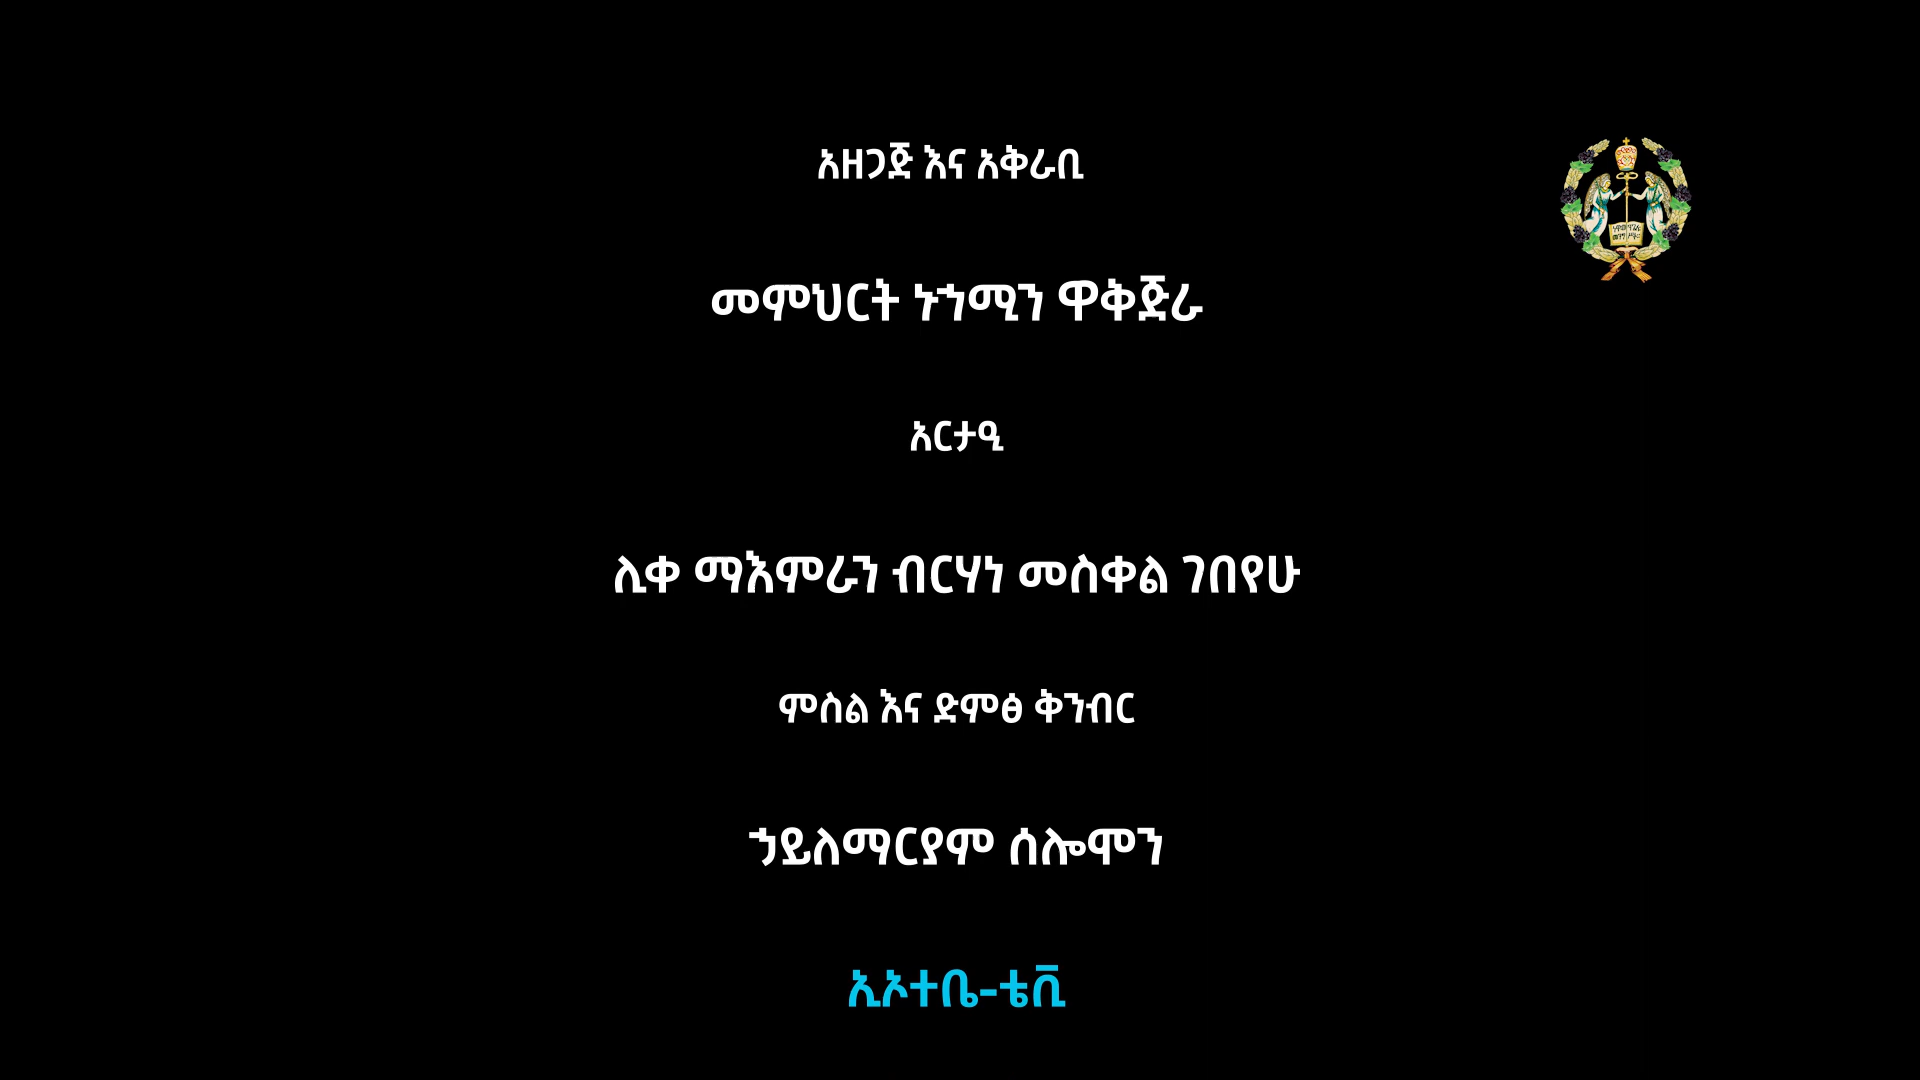 አዘጋጅ እና አቅራቢ
መምህርት ኑኀሚን ዋቅጅራ
አርታዒ
ሊቀ ማእምራን ብርሃነ መስቀል ገበየሁ
ምስል እና ድምፅ ቅንብር
ኃይለማርያም ሰሎሞን
ኢኦተቤ-ቴቪ